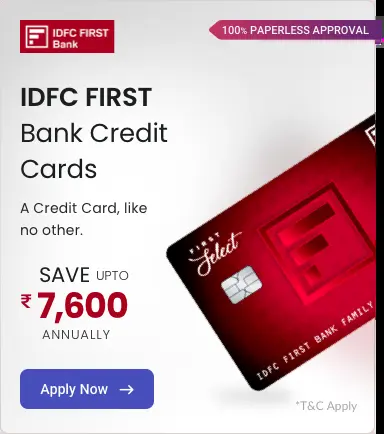 IDFC FIRST
Bank
100% PAPERLESS APPROVAL
IDFC FIRST
Bank Credit
Cards
A Credit Card, like
no other.
SAVE UPTO
₹7,600
ANNUALLY
Apply Now →
FIRST
Select
IDFC FIRST BANK FAMILY
*T&C Apply